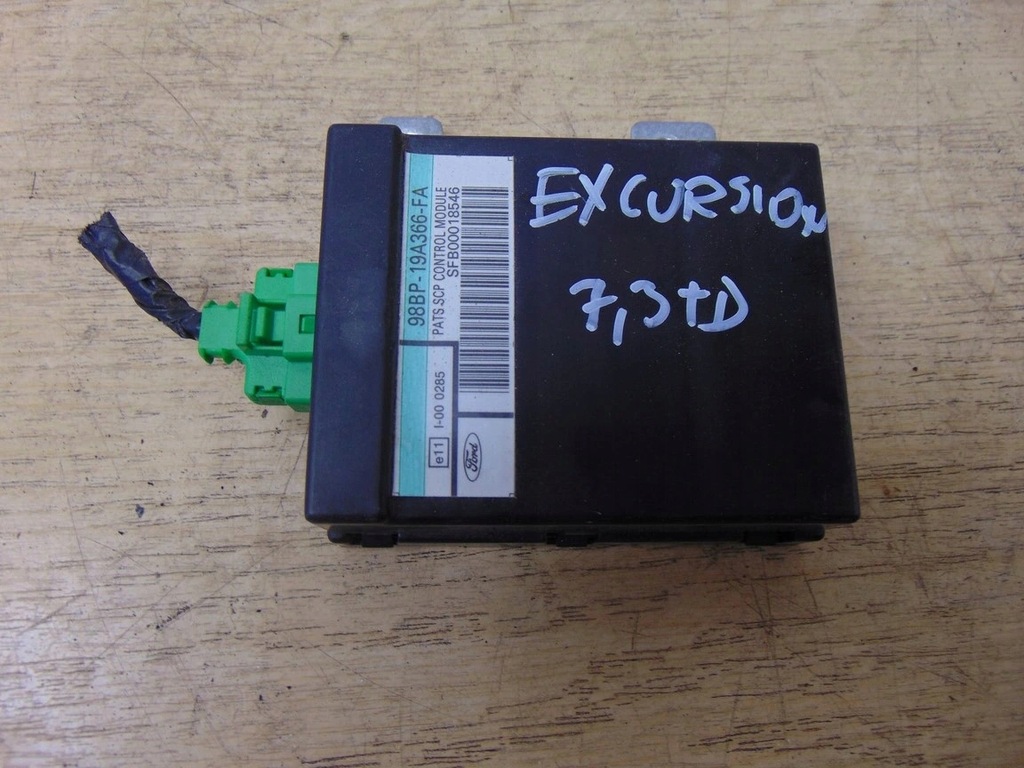 98BP-19A366-FA
PATS SCP CONTROL MODULE
SFB00018546
e11 I-00 0285
Ford
EXCURSION
7,3tD